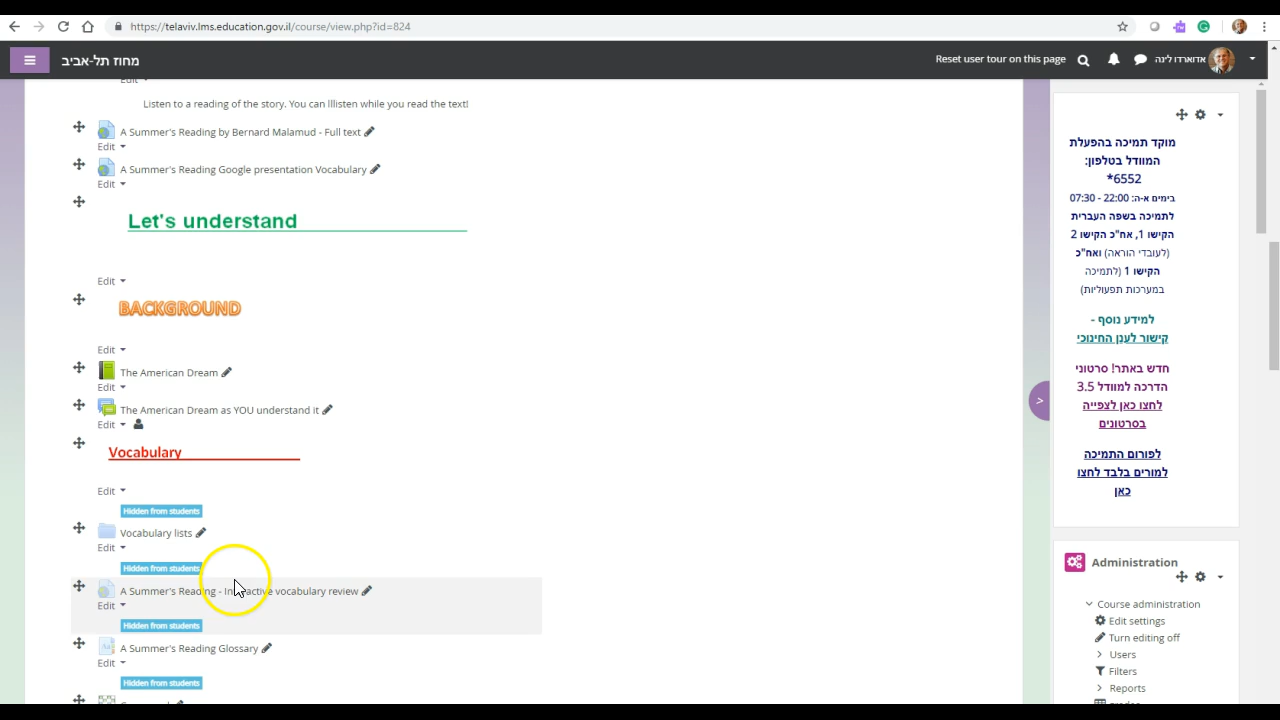 https://telaviv.lms.education.gov.il/course/view.php?id=824
מחוז תל-אביב
Reset user tour on this page
אדוארדו לינה
Edit
Listen to a reading of the story. You can lllisten while you read the text!
A Summer's Reading by Bernard Malamud - Full text
Edit
A Summer's Reading Google presentation Vocabulary
Edit
Let's understand
Edit
BACKGROUND
Edit
The American Dream
Edit
The American Dream as YOU understand it
Edit
Vocabulary
Edit
Hidden from students
Vocabulary lists
Edit
Hidden from students
A Summer's Reading - Interactive vocabulary review
Edit
Hidden from students
A Summer's Reading Glossary
Edit
Hidden from students
>
מוקד תמיכה בהפעלת
המוודל בטלפון:
6552*
בימים א-ה: 22:00 - 07:30
לתמיכה בשפה העברית
הקישו 1, אח"כ הקישו 2
(לעובדי הוראה) ואח"כ
הקישו 1 (לתמיכה
במערכות תפעוליות)
למידע נוסף -
קישור לענן החינוכי
חדש באתר! סרטוני
הדרכה למוודל 3.5
לחצו כאן לצפייה
בסרטונים
לפורום התמיכה
למורים בלבד לחצו
כאן
Administration
Course administration
Edit settings
Turn editing off
Users
Filters
Reports